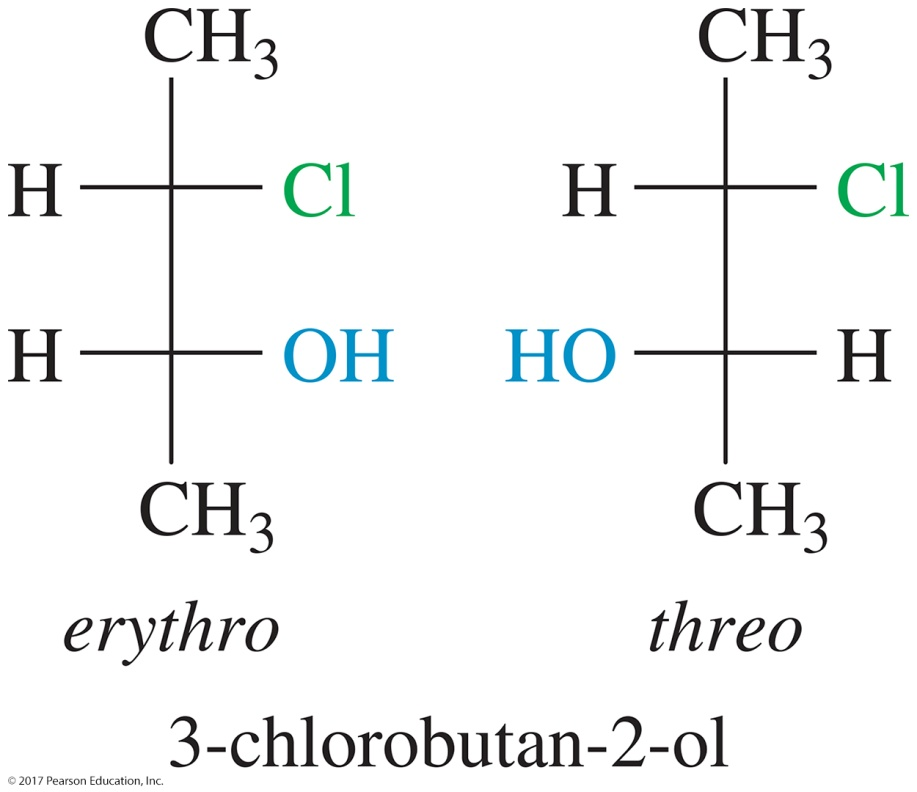 CH₃ CH₃
H Cl H Cl
H OH HO H
CH₃ CH₃
erythro threo
3-chlorobutan-2-ol
© 2017 Pearson Education, Inc.